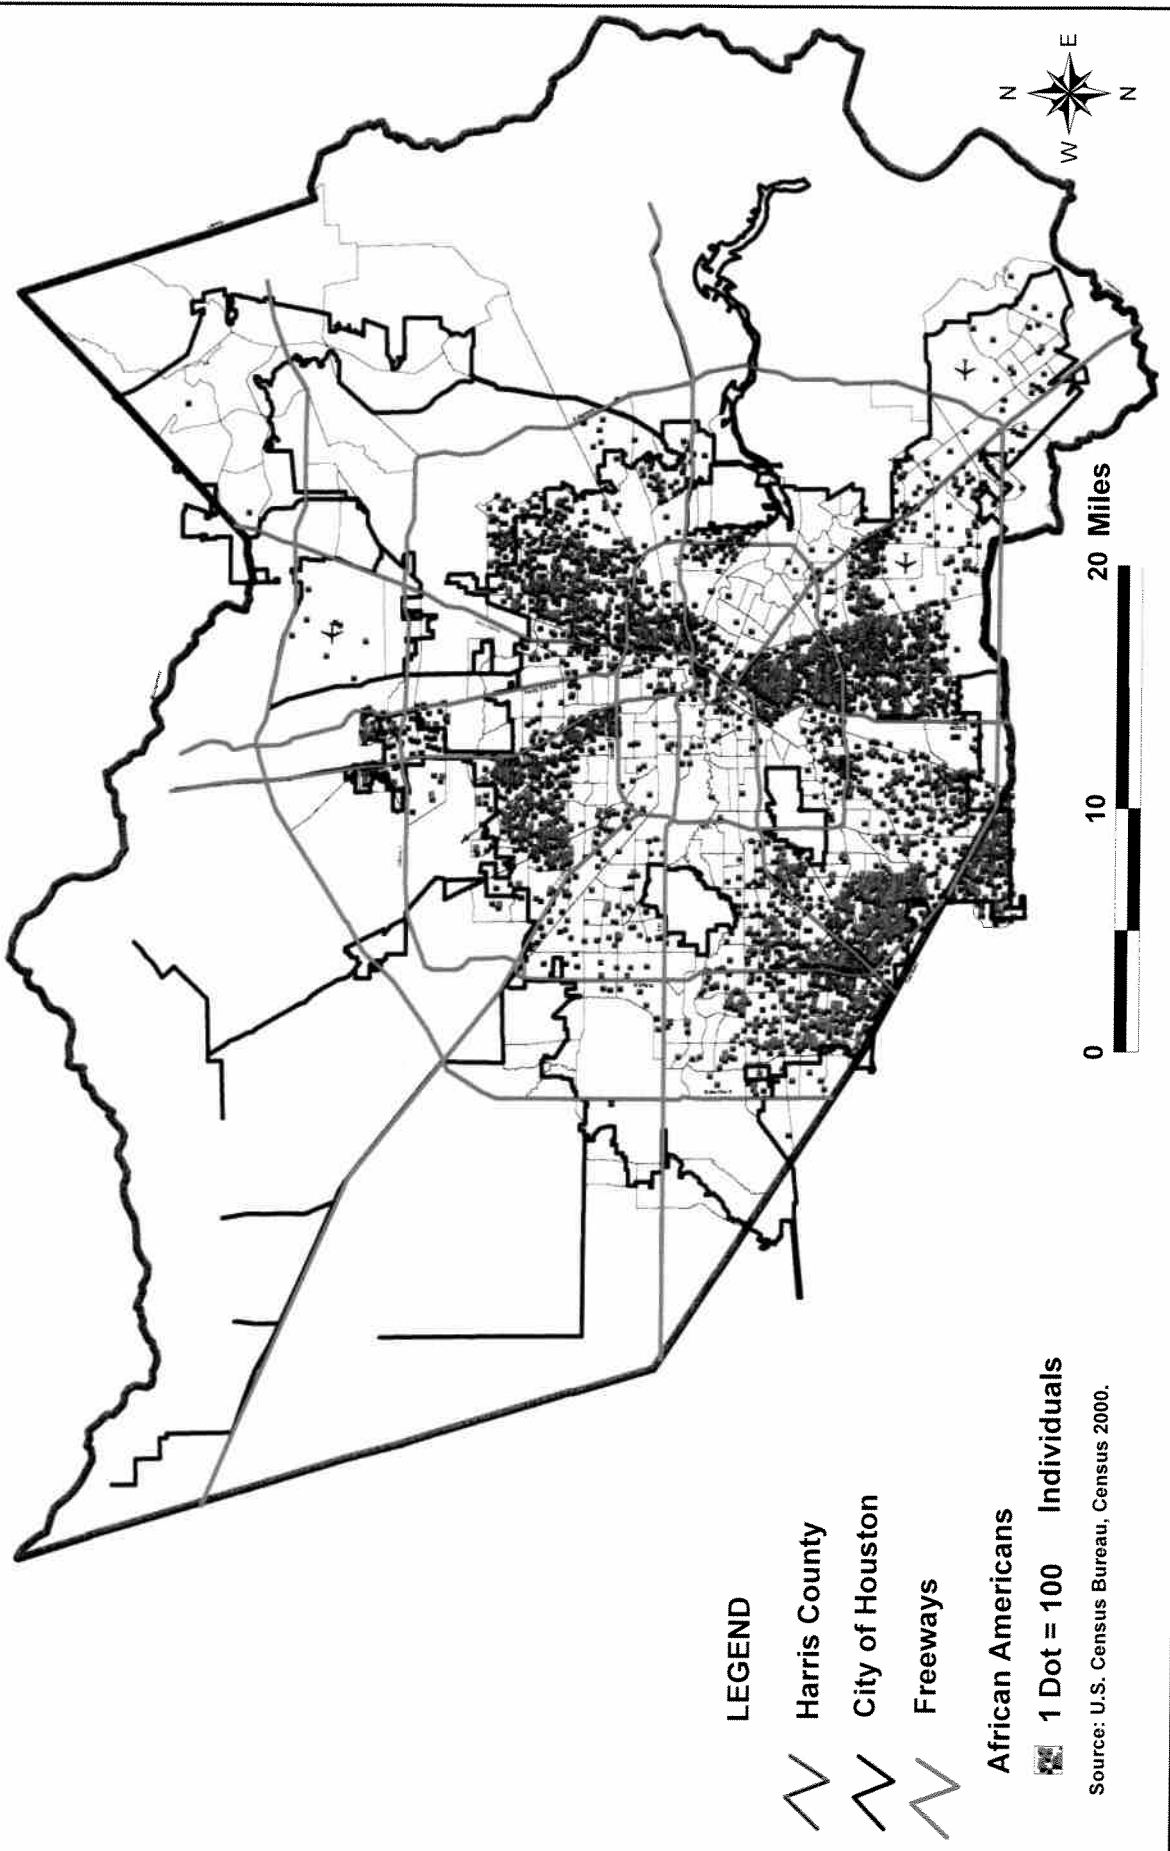 N
W E
N
0 10 20 Miles
LEGEND
Harris County
City of Houston
Freeways
African Americans
1 Dot = 100 Individuals
Source: U.S. Census Bureau, Census 2000.